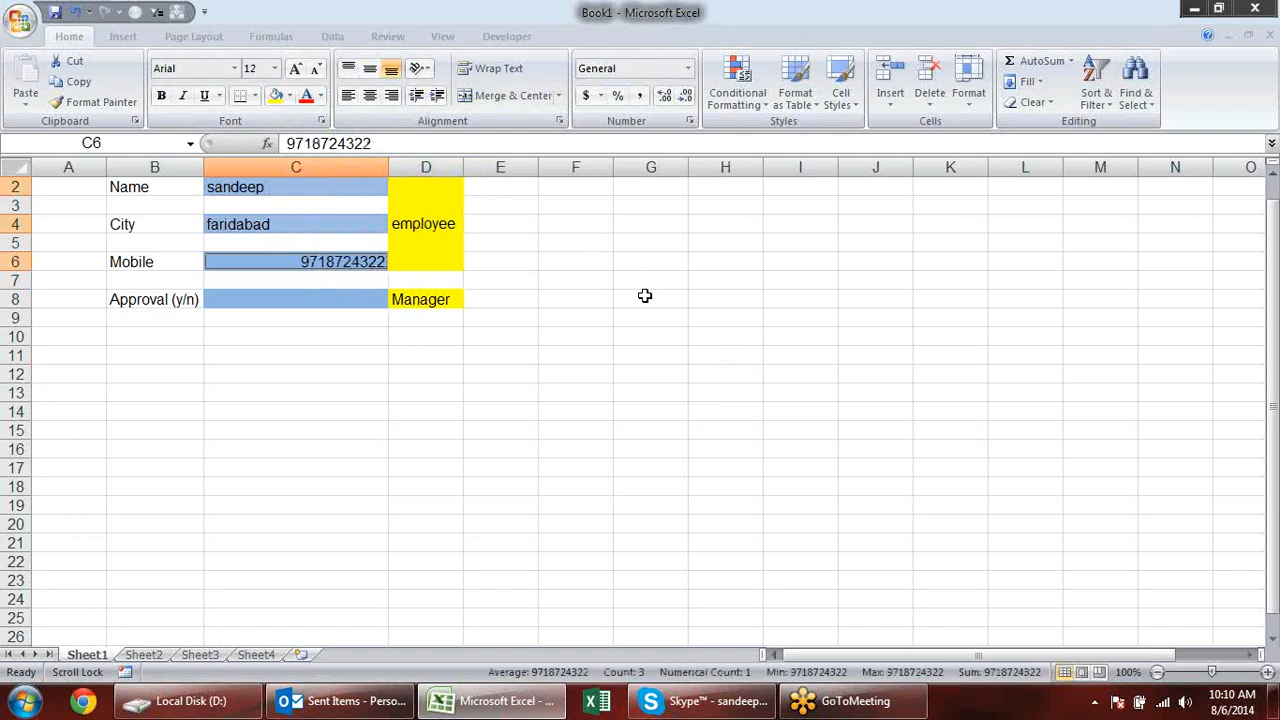 Book1 - Microsoft Excel
Home Insert Page Layout Formulas Data Review View Developer
Paste
Cut
Copy
Format Painter
Clipboard
Arial 12
Font
Wrap Text
Merge & Center
Alignment
General
Number
Conditional Formatting
Format as Table
Cell Styles
Styles
Insert
Delete
Format
Cells
AutoSum
Fill
Clear
Sort & Filter
Find & Select
Editing
C6 fx 9718724322
A B C D E F G H I J K L M N O
2 Name sandeep
3
4 City faridabad employee
5
6 Mobile 9718724322
7
8 Approval (y/n) Manager
9
10
11
12
13
14
15
16
17
18
19
20
21
22
23
24
25
26
Sheet1 Sheet2 Sheet3 Sheet4
Ready Scroll Lock Average: 9718724322 Count: 3 Numerical Count: 1 Min: 9718724322 Max: 9718724322 Sum: 9718724322 100%
Local Disk (D:) Sent Items - Perso... Microsoft Excel - ... Skype™ - sandeep... GoToMeeting 10:10 AM
8/6/2014